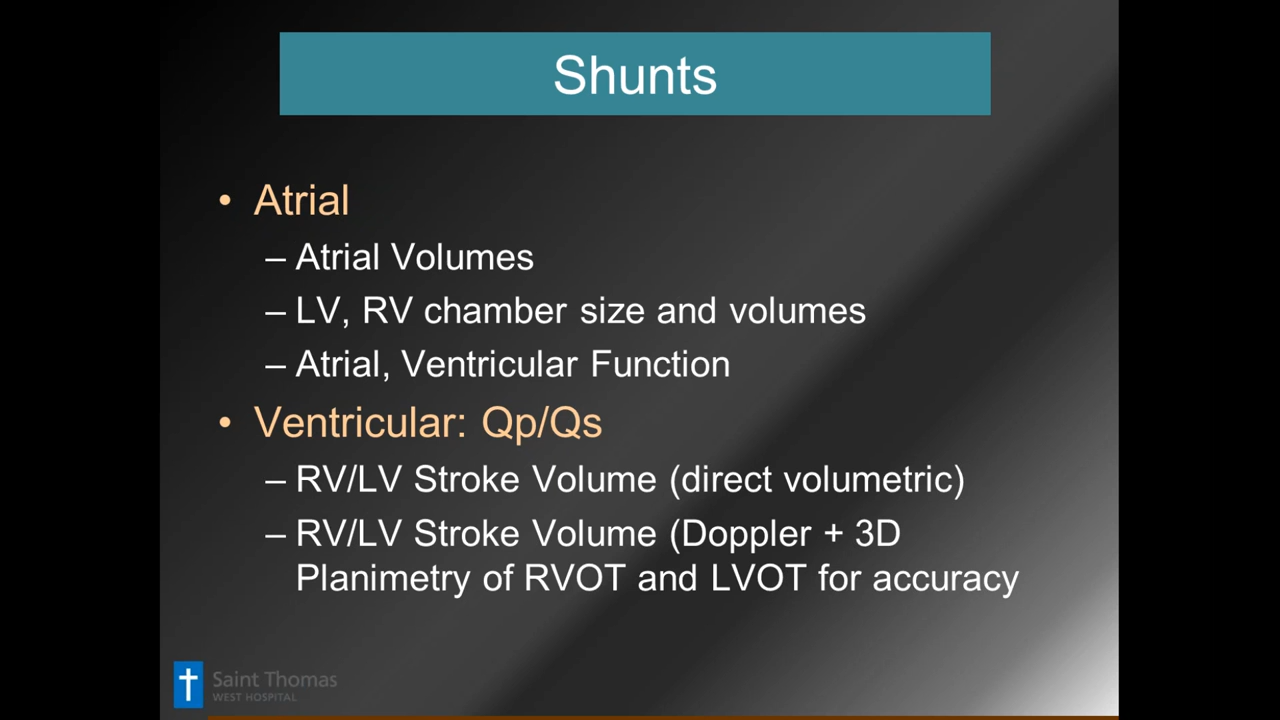 Shunts
• Atrial
– Atrial Volumes
– LV, RV chamber size and volumes
– Atrial, Ventricular Function
• Ventricular: Qp/Qs
– RV/LV Stroke Volume (direct volumetric)
– RV/LV Stroke Volume (Doppler + 3D
Planimetry of RVOT and LVOT for accuracy
Saint Thomas
WEST HOSPITAL